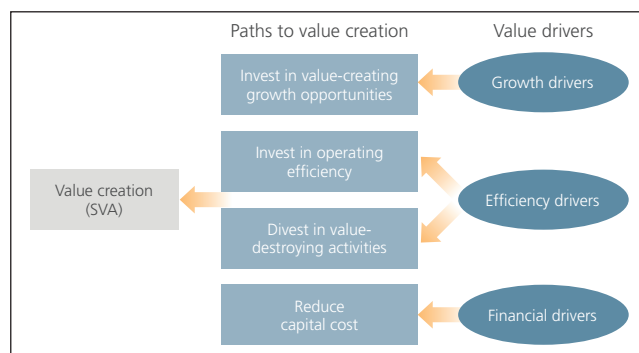 Paths to value creation
Value drivers
Invest in value-creating
growth opportunities
Growth drivers
Invest in operating
efficiency
Value creation
(SVA)
Efficiency drivers
Divest in value-
destroying activities
Reduce
capital cost
Financial drivers